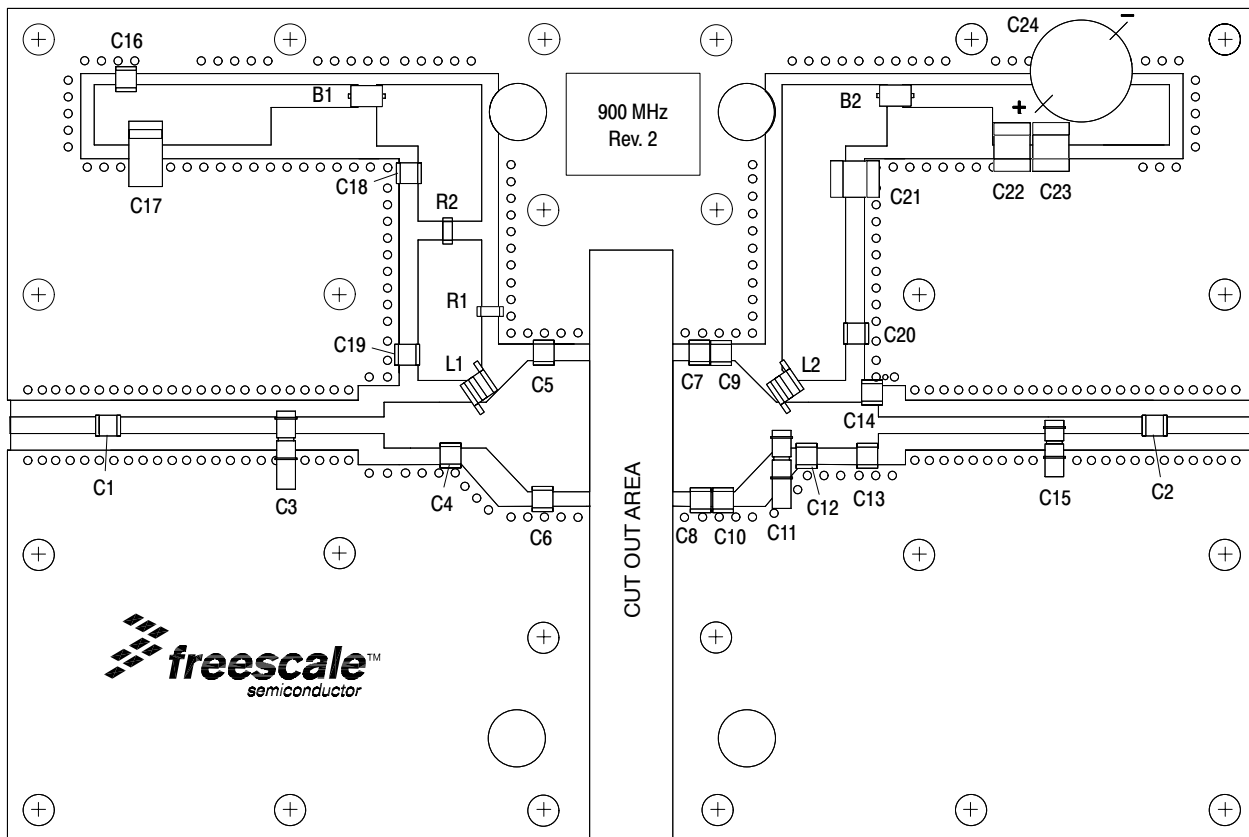 C24
−
C16
B1
B2
900 MHz
Rev. 2
+
C18
C21
C22
C23
C17
R2
R1
C19
L1
C5
C7
C9
L2
C20
C14
C1
C3
C4
C6
C8
C10
C11
C12
C13
C15
C2
CUT OUT AREA
freescale™
semiconductor